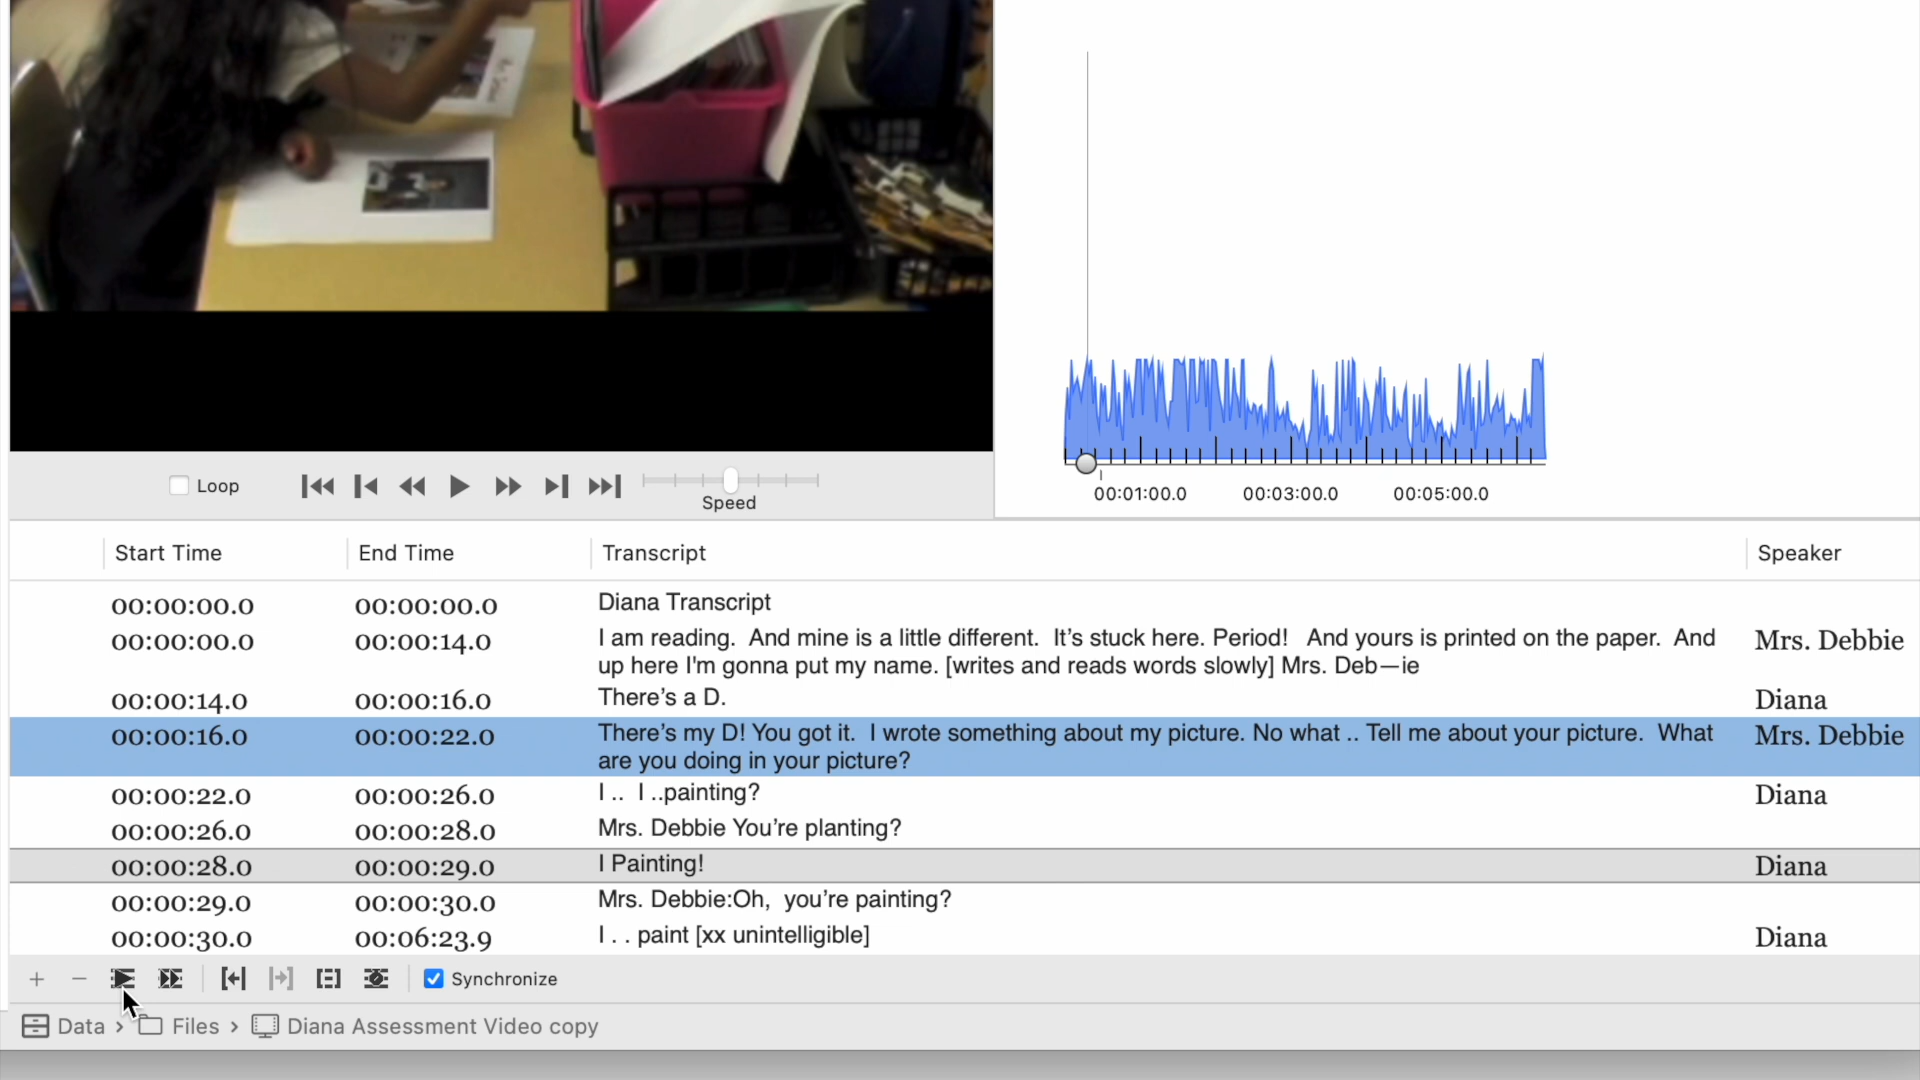 Loop
Speed
00:01:00.0 00:03:00.0 00:05:00.0
Start Time End Time Transcript Speaker
00:00:00.0 00:00:00.0 Diana Transcript
00:00:00.0 00:00:14.0 I am reading. And mine is a little different. It’s stuck here. Period! And yours is printed on the paper. And Mrs. Debbie
up here I'm gonna put my name. [writes and reads words slowly] Mrs. Deb—ie
00:00:14.0 00:00:16.0 There’s a D. Diana
00:00:16.0 00:00:22.0 There’s my D! You got it. I wrote something about my picture. No what .. Tell me about your picture. What Mrs. Debbie
are you doing in your picture?
00:00:22.0 00:00:26.0 I .. I ..painting? Diana
00:00:26.0 00:00:28.0 Mrs. Debbie You’re planting?
00:00:28.0 00:00:29.0 I Painting! Diana
00:00:29.0 00:00:30.0 Mrs. Debbie:Oh, you’re painting?
00:00:30.0 00:06:23.9 I . . paint [xx unintelligible] Diana
Synchronize
Data › Files › Diana Assessment Video copy